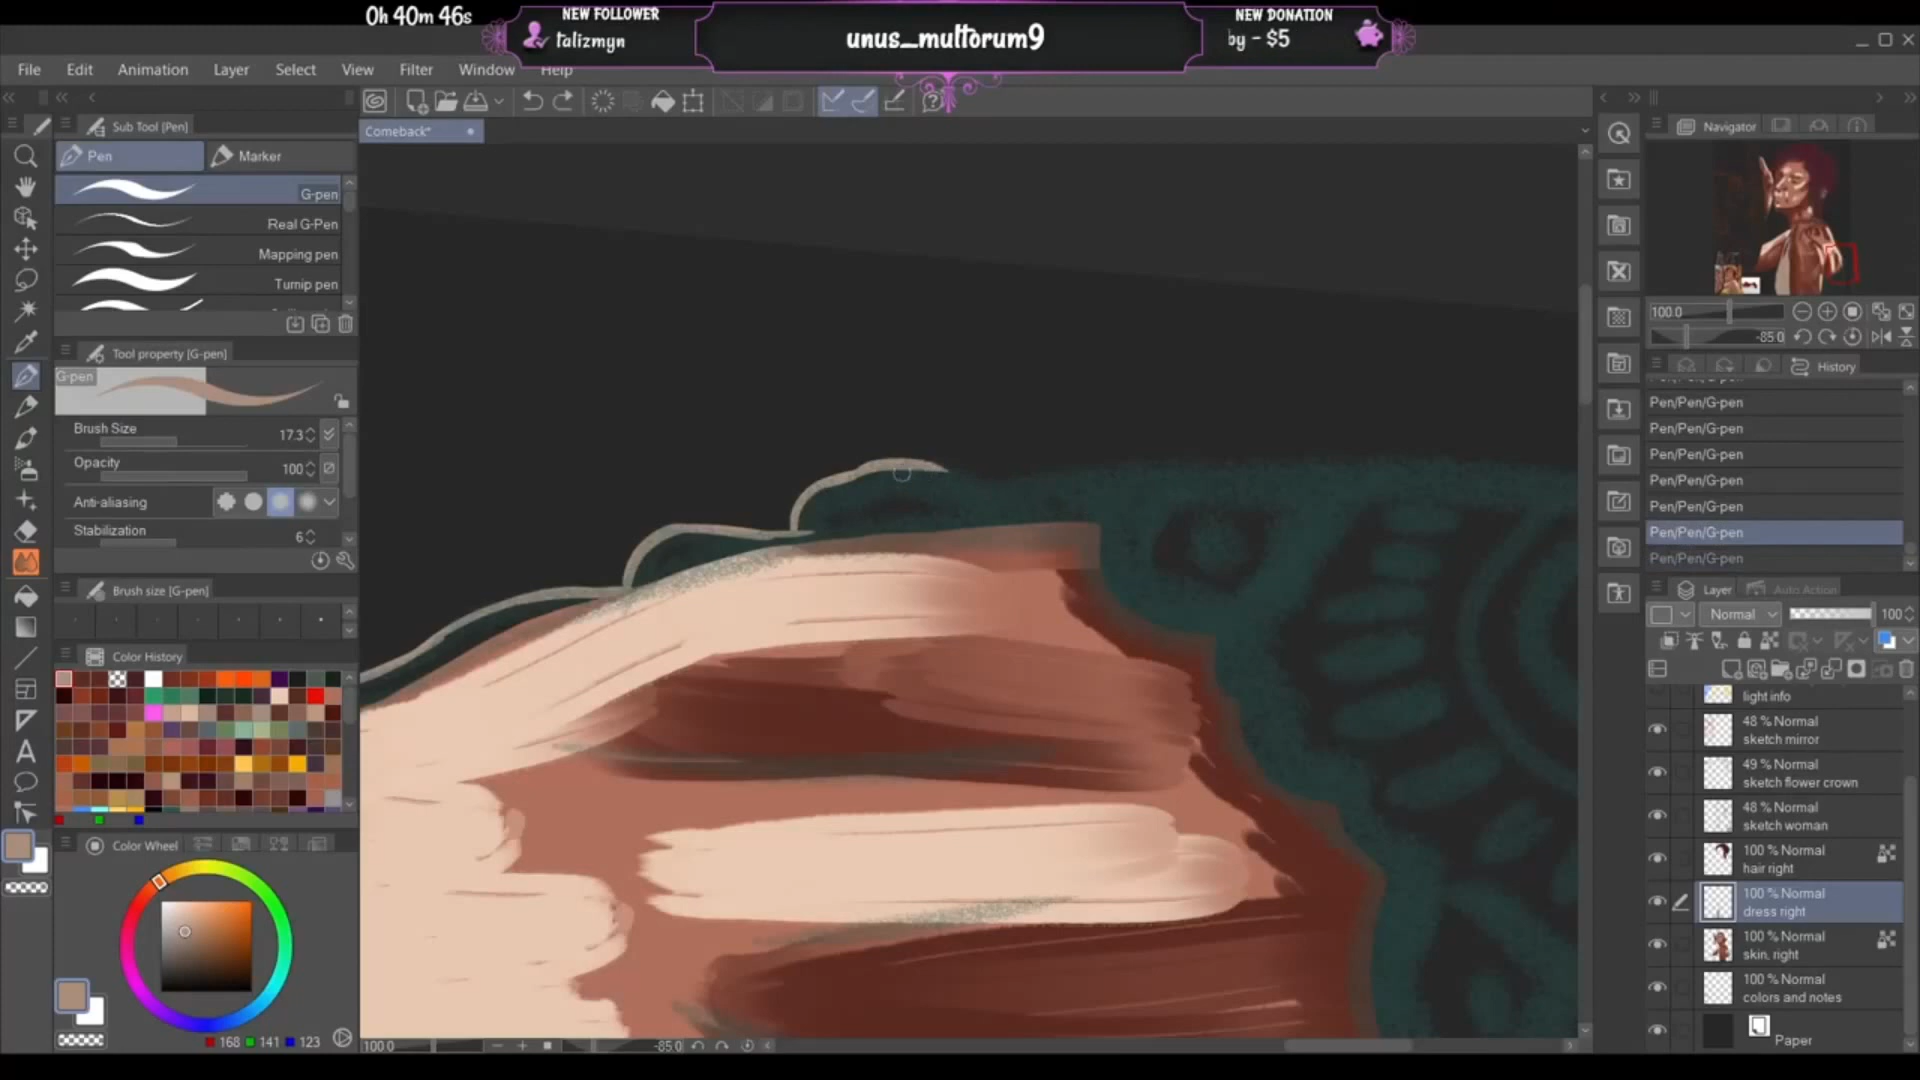 0h 40m 46s
NEW FOLLOWER
talizmyn
unus_multorum9
NEW DONATION
by - $5
File Edit Animation Layer Select View Filter Window Help
Comeback*
Sub Tool [Pen]
Pen
Marker
G-pen
Real G-Pen
Mapping pen
Turnip pen
Tool property [G-pen]
G-pen
Brush Size 17.3
Opacity 100
Anti-aliasing
Stabilization 6
Brush size [G-pen]
Color History
Color Wheel
168 141 123
100.0
-85.0
Navigator
100.0
-85.0
History
Pen/Pen/G-pen
Pen/Pen/G-pen
Pen/Pen/G-pen
Pen/Pen/G-pen
Pen/Pen/G-pen
Pen/Pen/G-pen
Pen/Pen/G-pen
Layer
Auto Action
Normal 100
light info
48 % Normal
sketch mirror
49 % Normal
sketch flower crown
48 % Normal
sketch woman
100 % Normal
hair right
100 % Normal
dress right
100 % Normal
skin, right
100 % Normal
colors and notes
Paper